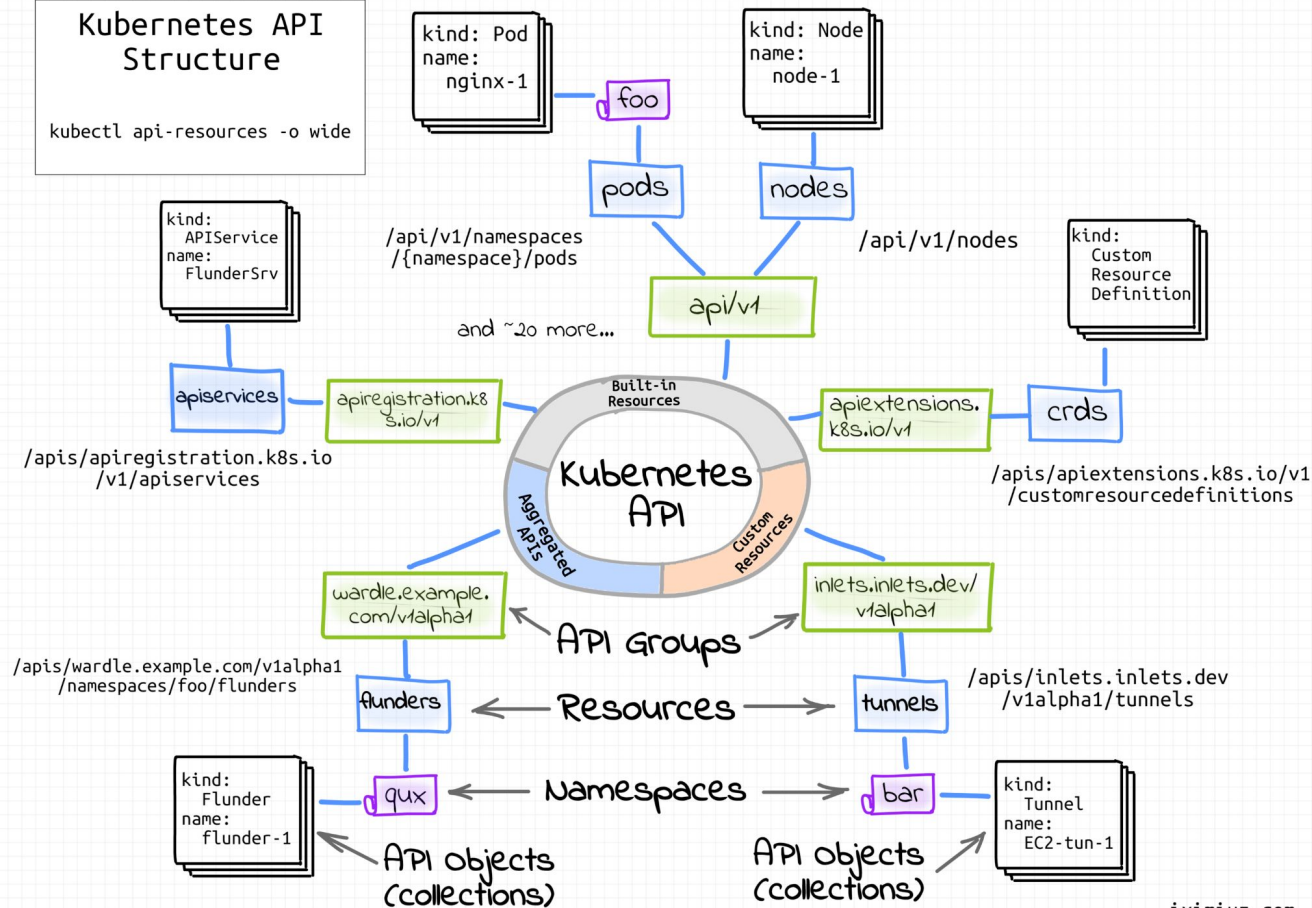 Kubernetes API
Structure
kubectl api-resources -o wide
kind: Pod
name:
nginx-1
foo
pods
/api/v1/namespaces
/{namespace}/pods
kind: Node
name:
node-1
nodes
/api/v1/nodes
api/v1
and ~20 more...
kind:
APIService
name:
FlunderSrv
apiservices
apiregistration.k8
s.io/v1
/apis/apiregistration.k8s.io
/v1/apiservices
kind:
Custom
Resource
Definition
apiextensions.
k8s.io/v1
crds
/apis/apiextensions.k8s.io/v1
/customresourcedefinitions
Built-in
Resources
Kubernetes
API
Aggregated
APIs
Custom
Resources
wardle.example.
com/v1alpha1
API Groups
inlets.inlets.dev/
v1alpha1
/apis/wardle.example.com/v1alpha1
/namespaces/foo/flunders
flunders
Resources
tunnels
/apis/inlets.inlets.dev
/v1alpha1/tunnels
kind:
Flunder
name:
flunder-1
qux
Namespaces
bar
kind:
Tunnel
name:
EC2-tun-1
API objects
(collections)
API objects
(collections)